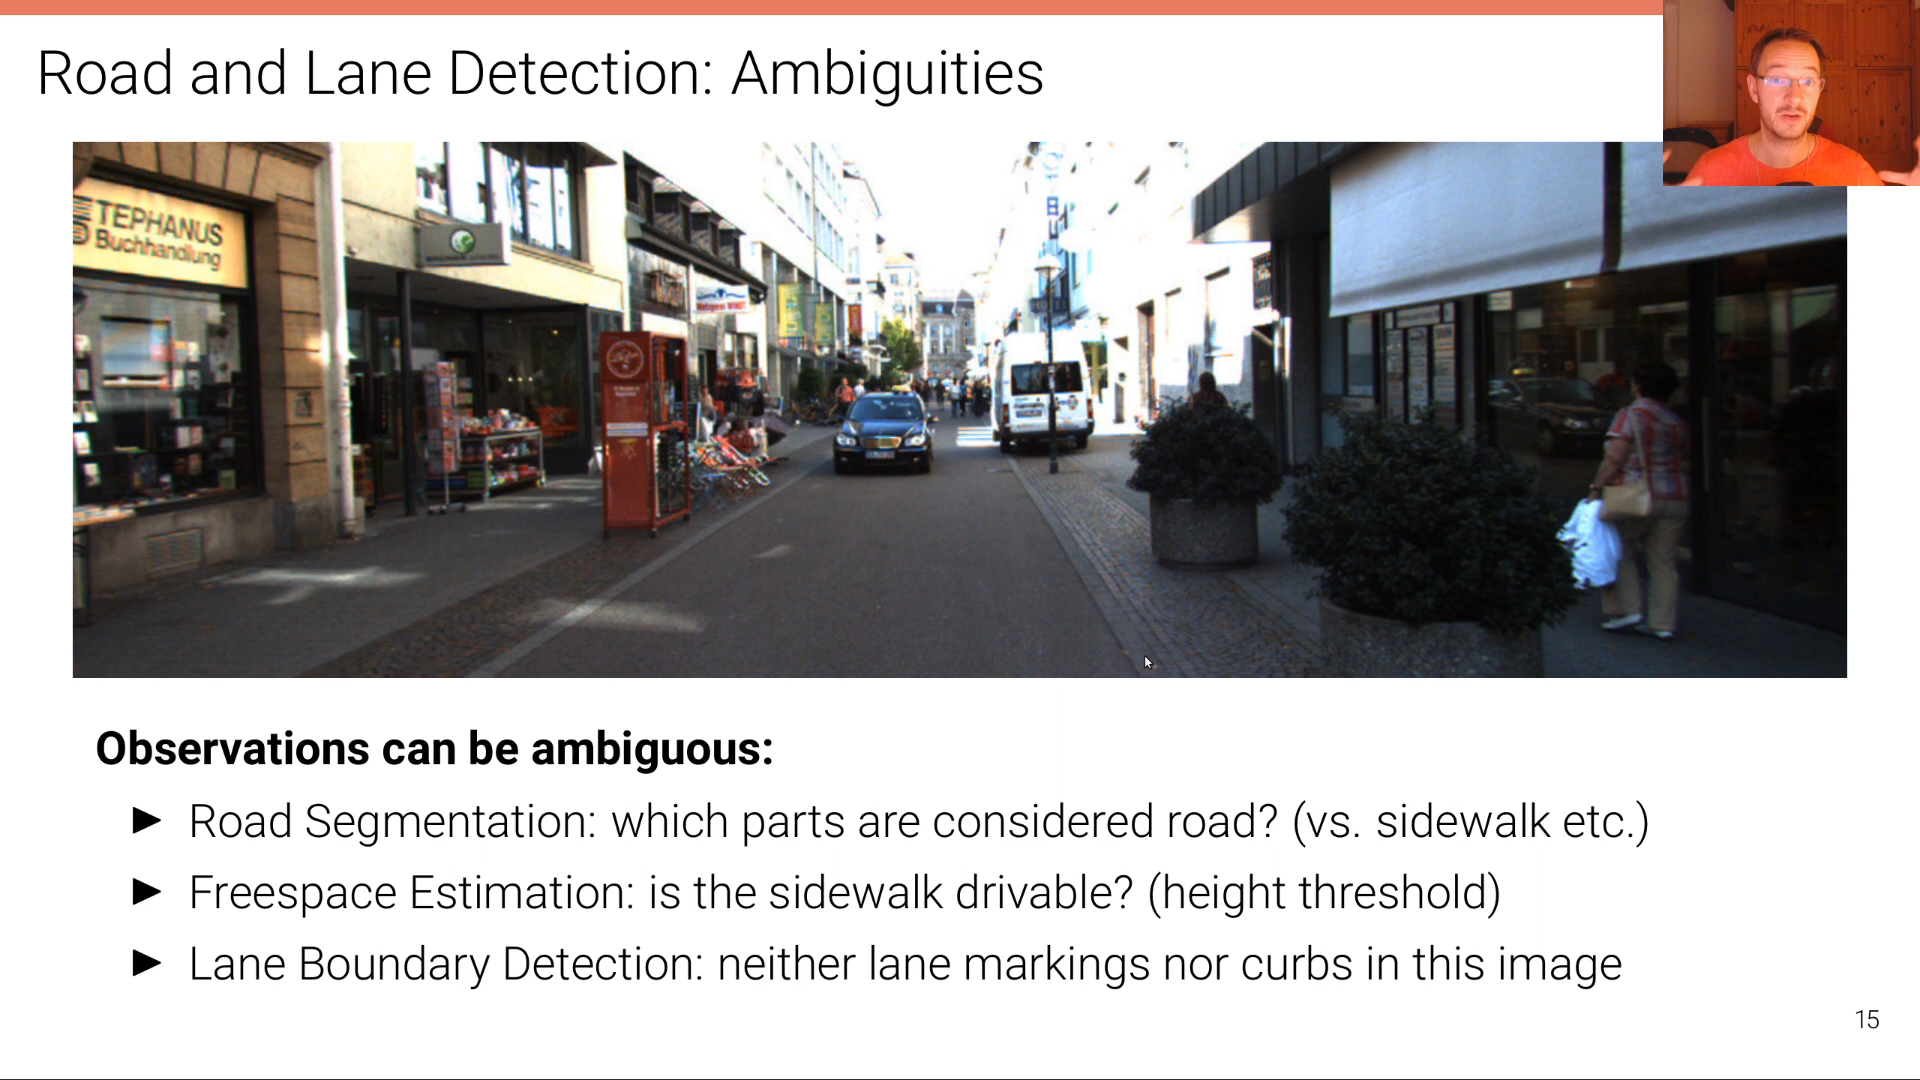 Road and Lane Detection: Ambiguities
STEPHANUS
Buchhandlung
Observations can be ambiguous:
► Road Segmentation: which parts are considered road? (vs. sidewalk etc.)
► Freespace Estimation: is the sidewalk drivable? (height threshold)
► Lane Boundary Detection: neither lane markings nor curbs in this image
15